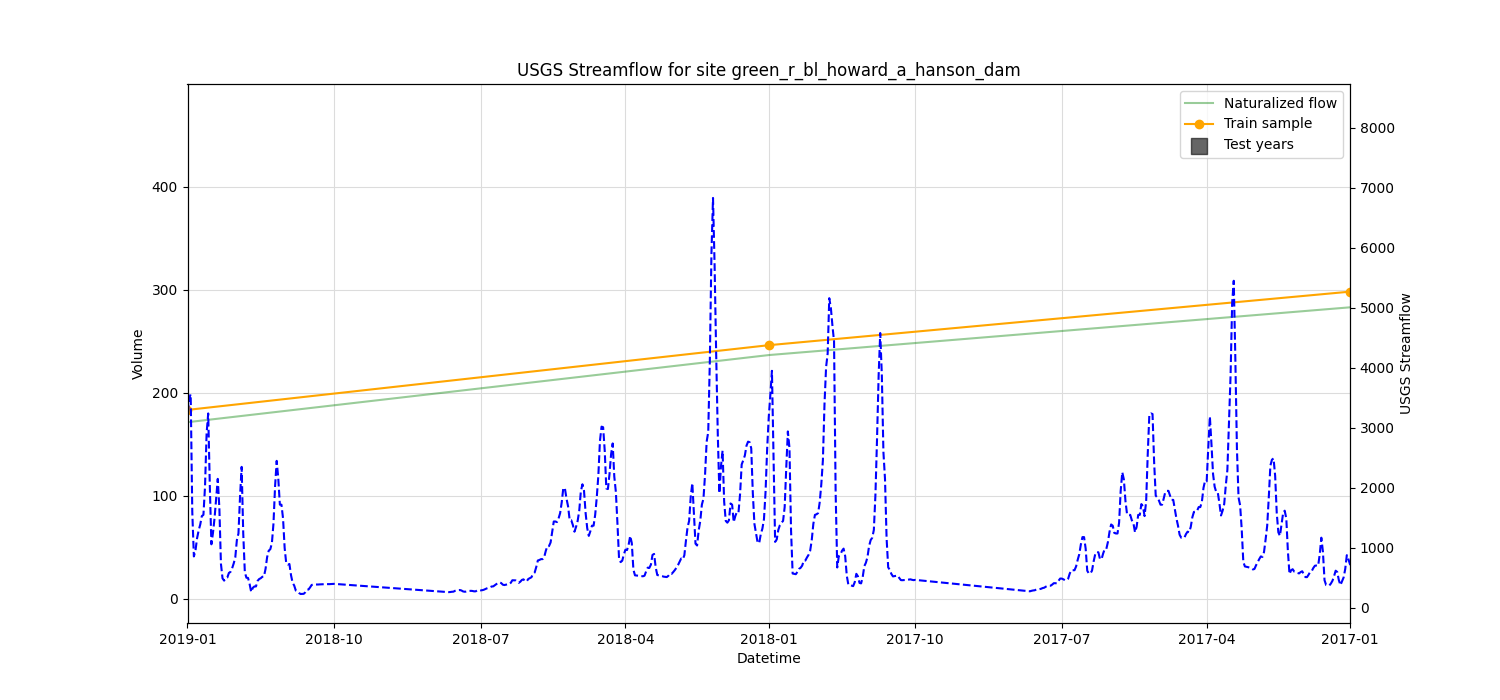 USGS Streamflow for site green_r_bl_howard_a_hanson_dam
Naturalized flow
Train sample
Test years
Volume
400
300
200
100
0
8000
7000
6000
5000
4000
3000
2000
1000
0
USGS Streamflow
2019-01 2018-10 2018-07 2018-04 2018-01 2017-10 2017-07 2017-04 2017-01
Datetime